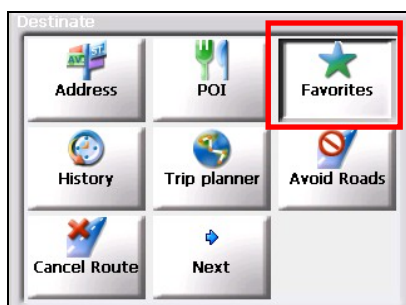 Destinate
Address
POI
Favorites
History
Trip planner
Avoid Roads
Cancel Route
Next